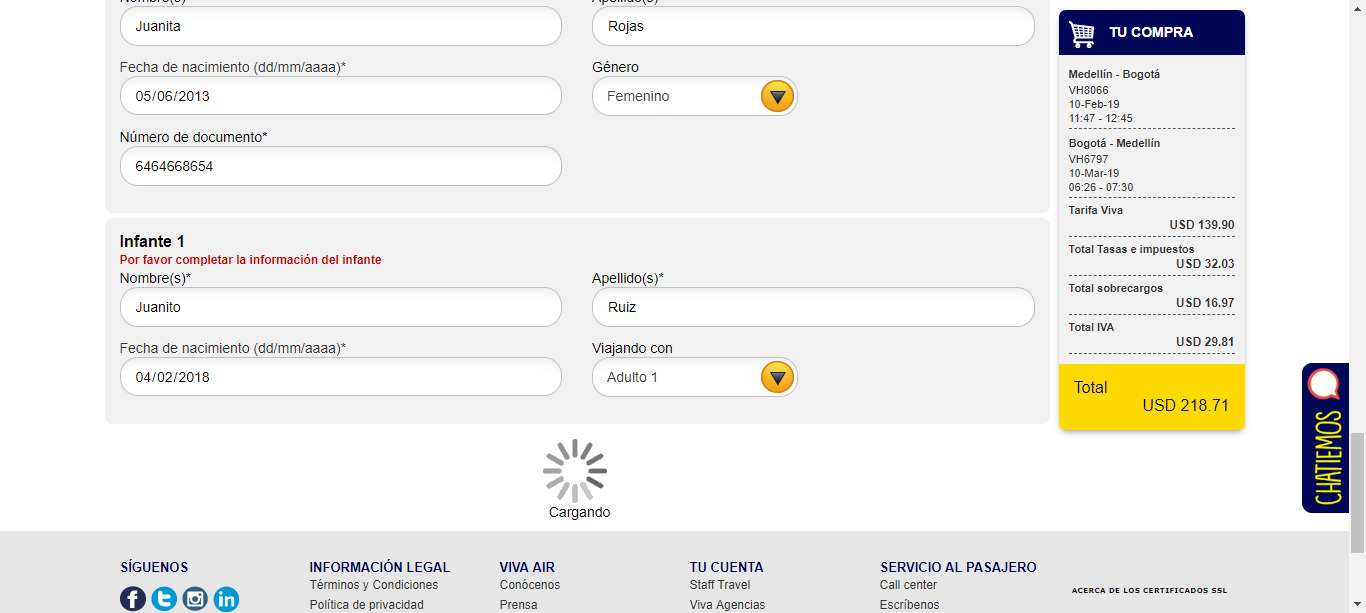 Nombre(s)*
Apellido(s)*
Juanita
Rojas
Fecha de nacimiento (dd/mm/aaaa)*
Género
05/06/2013
Femenino
Número de documento*
6464668654
Infante 1
Por favor completar la información del infante
Nombre(s)*
Apellido(s)*
Juanito
Ruiz
Fecha de nacimiento (dd/mm/aaaa)*
Viajando con
04/02/2018
Adulto 1
Cargando
TU COMPRA
Medellín - Bogotá
VH8066
10-Feb-19
11:47 - 12:45
Bogotá - Medellín
VH6797
10-Mar-19
06:26 - 07:30
Tarifa Viva
USD 139.90
Total Tasas e impuestos
USD 32.03
Total sobrecargos
USD 16.97
Total IVA
USD 29.81
Total
USD 218.71
CHATIEMOS
SÍGUENOS
INFORMACIÓN LEGAL
Términos y Condiciones
Política de privacidad
VIVA AIR
Conócenos
Prensa
TU CUENTA
Staff Travel
Viva Agencias
SERVICIO AL PASAJERO
Call center
Escríbenos
ACERCA DE LOS CERTIFICADOS SSL